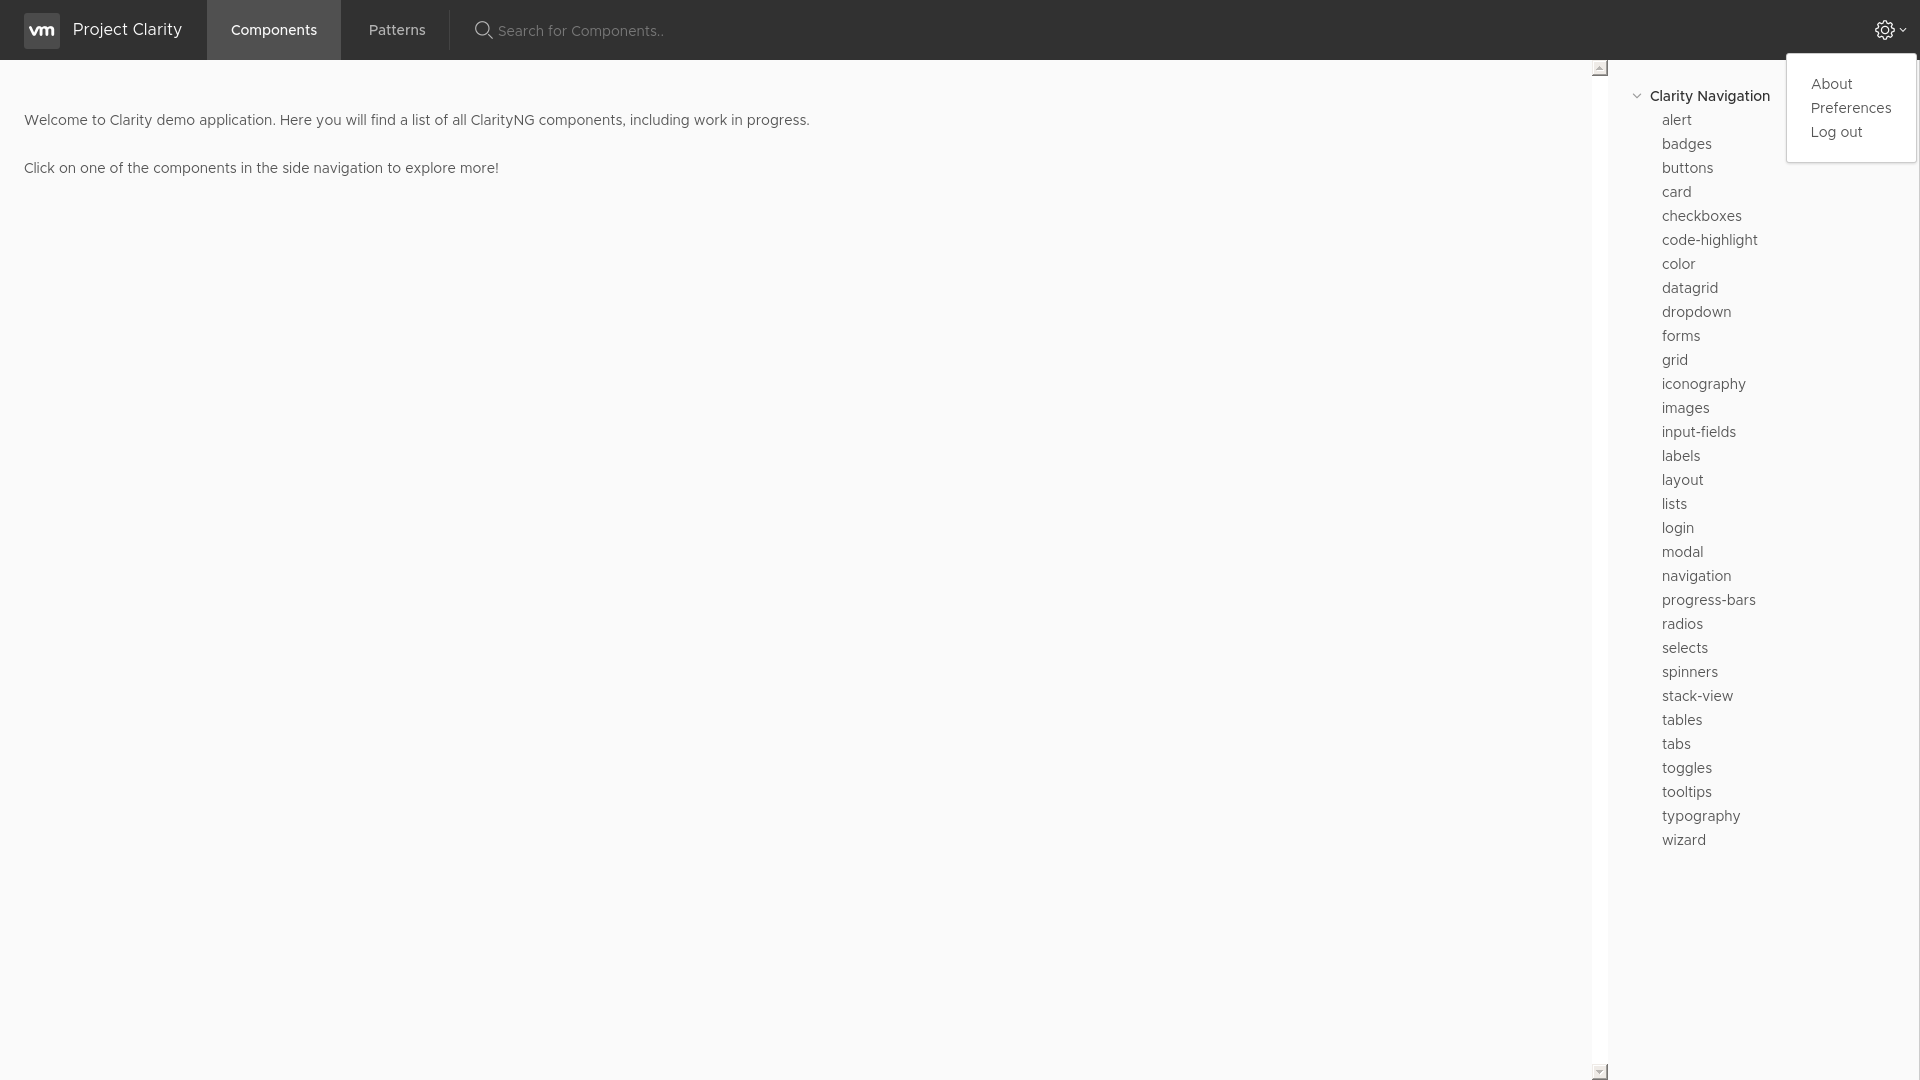 vm Project Clarity Components Patterns Search for Components..
Welcome to Clarity demo application. Here you will find a list of all ClarityNG components, including work in progress.
Click on one of the components in the side navigation to explore more!
Clarity Navigation
alert
badges
buttons
card
checkboxes
code-highlight
color
datagrid
dropdown
forms
grid
iconography
images
input-fields
labels
layout
lists
login
modal
navigation
progress-bars
radios
selects
spinners
stack-view
tables
tabs
toggles
tooltips
typography
wizard
About
Preferences
Log out